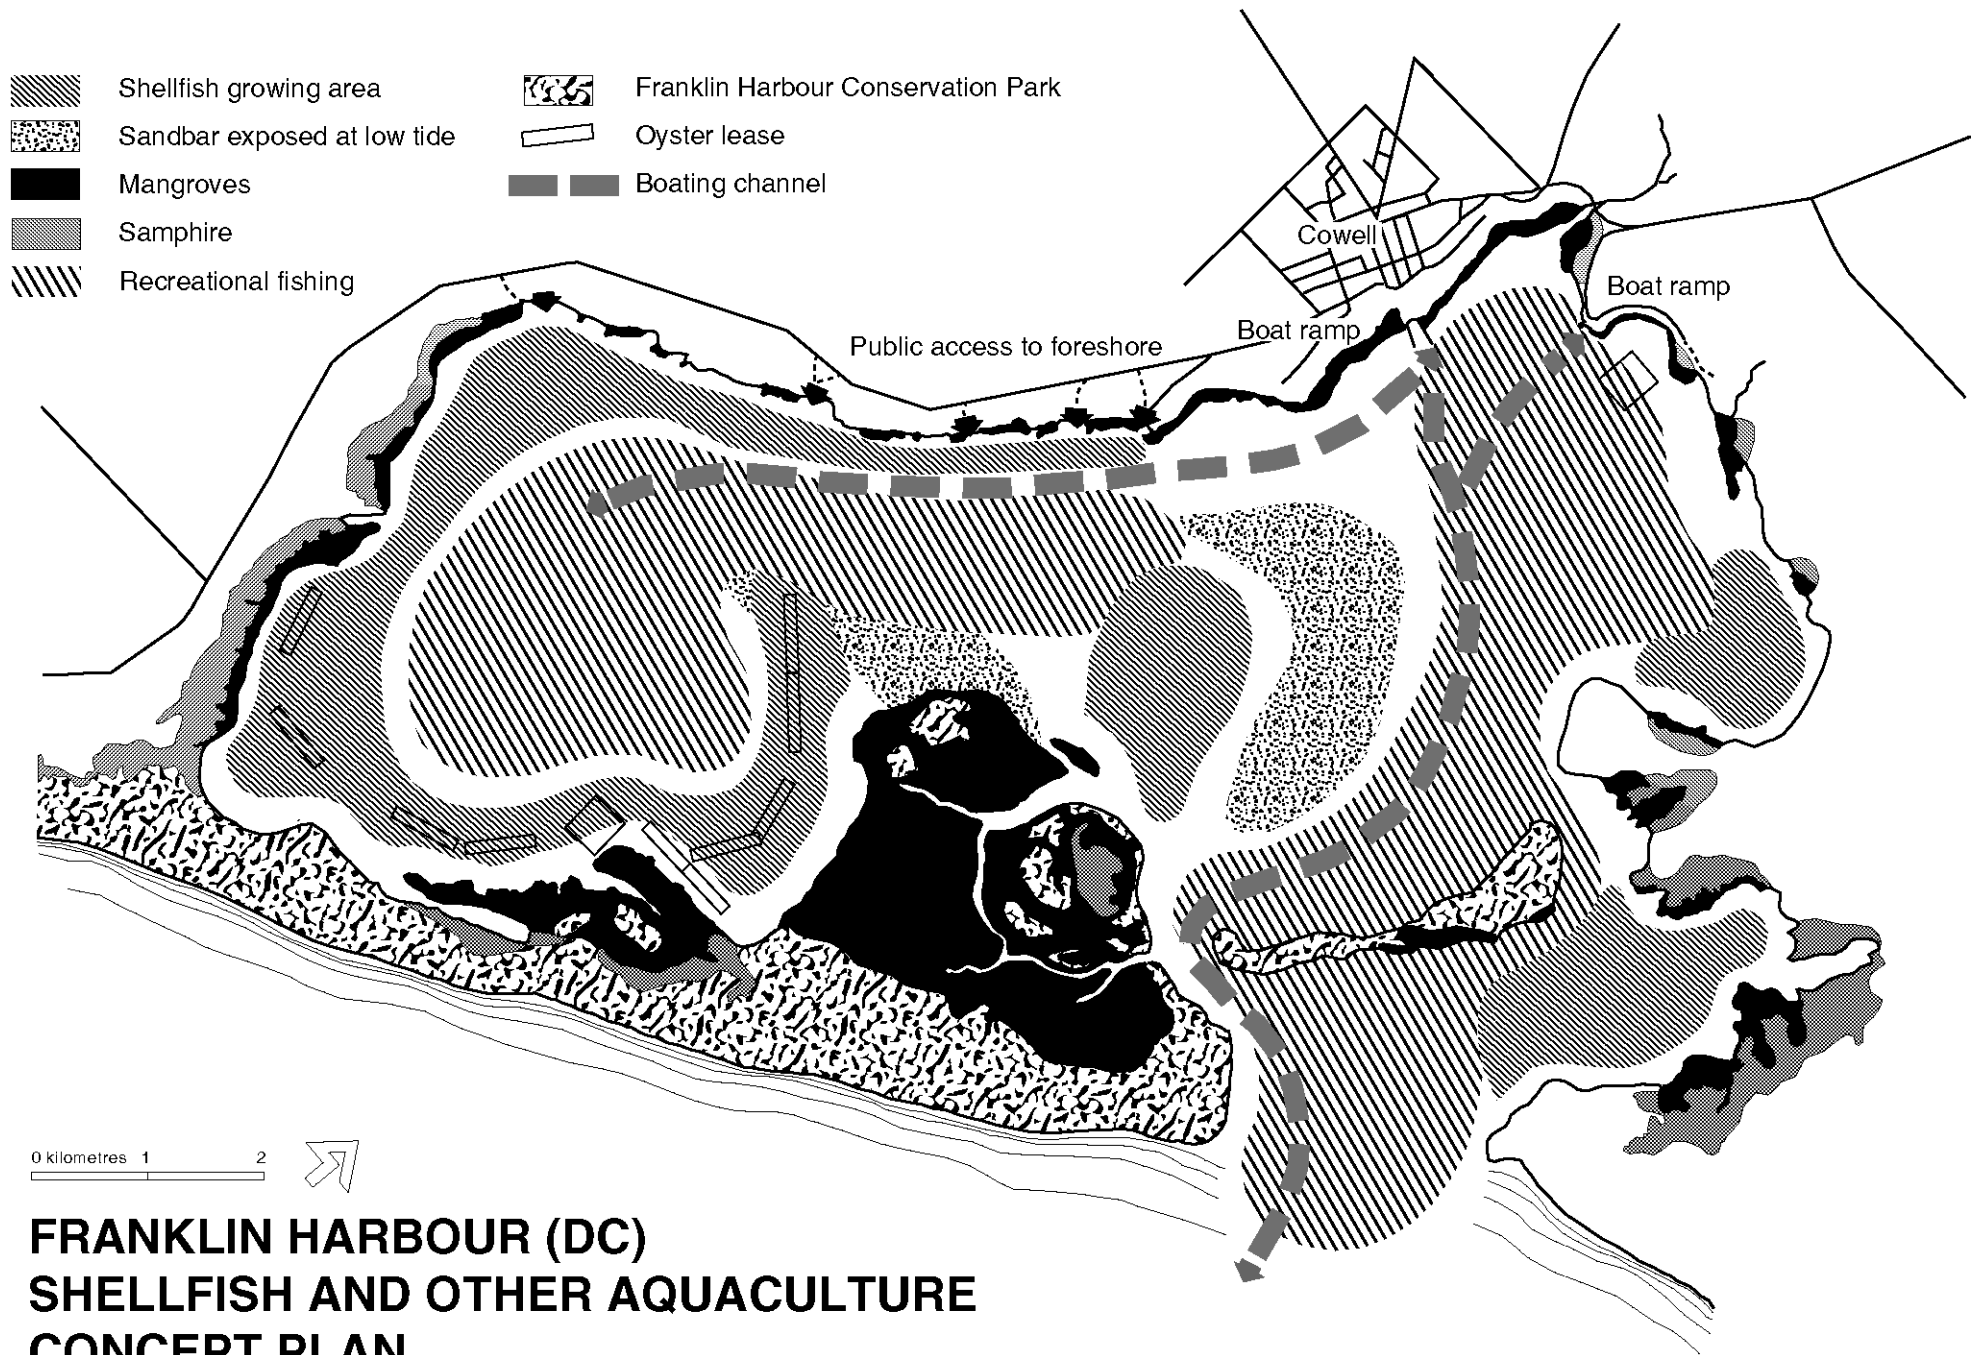 Shellfish growing area
Sandbar exposed at low tide
Mangroves
Samphire
Recreational fishing
Franklin Harbour Conservation Park
Oyster lease
Boating channel
Cowell
Boat ramp
Boat ramp
Public access to foreshore
0 kilometres 1 2
FRANKLIN HARBOUR (DC)
SHELLFISH AND OTHER AQUACULTURE
CONCEPT PLAN